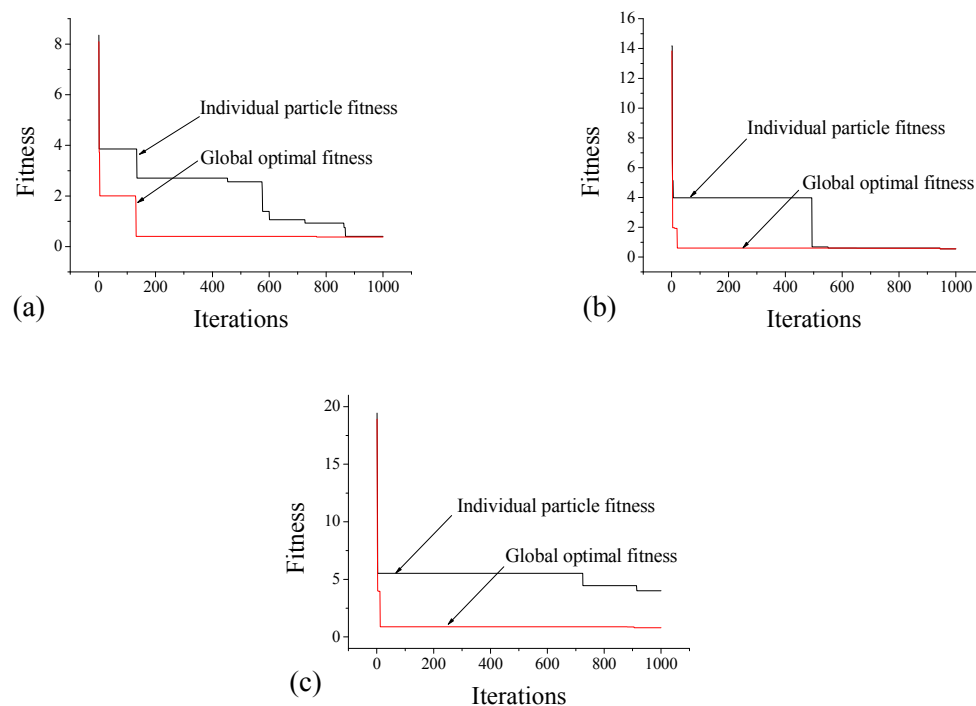 8
6
4
2
0
Fitness
Individual particle fitness
Global optimal fitness
0 200 400 600 800 1000
Iterations
(a)
16
14
12
10
8
6
4
2
0
Fitness
Individual particle fitness
Global optimal fitness
0 200 400 600 800 1000
Iterations
(b)
20
15
10
5
0
Fitness
Individual particle fitness
Global optimal fitness
0 200 400 600 800 1000
Iterations
(c)